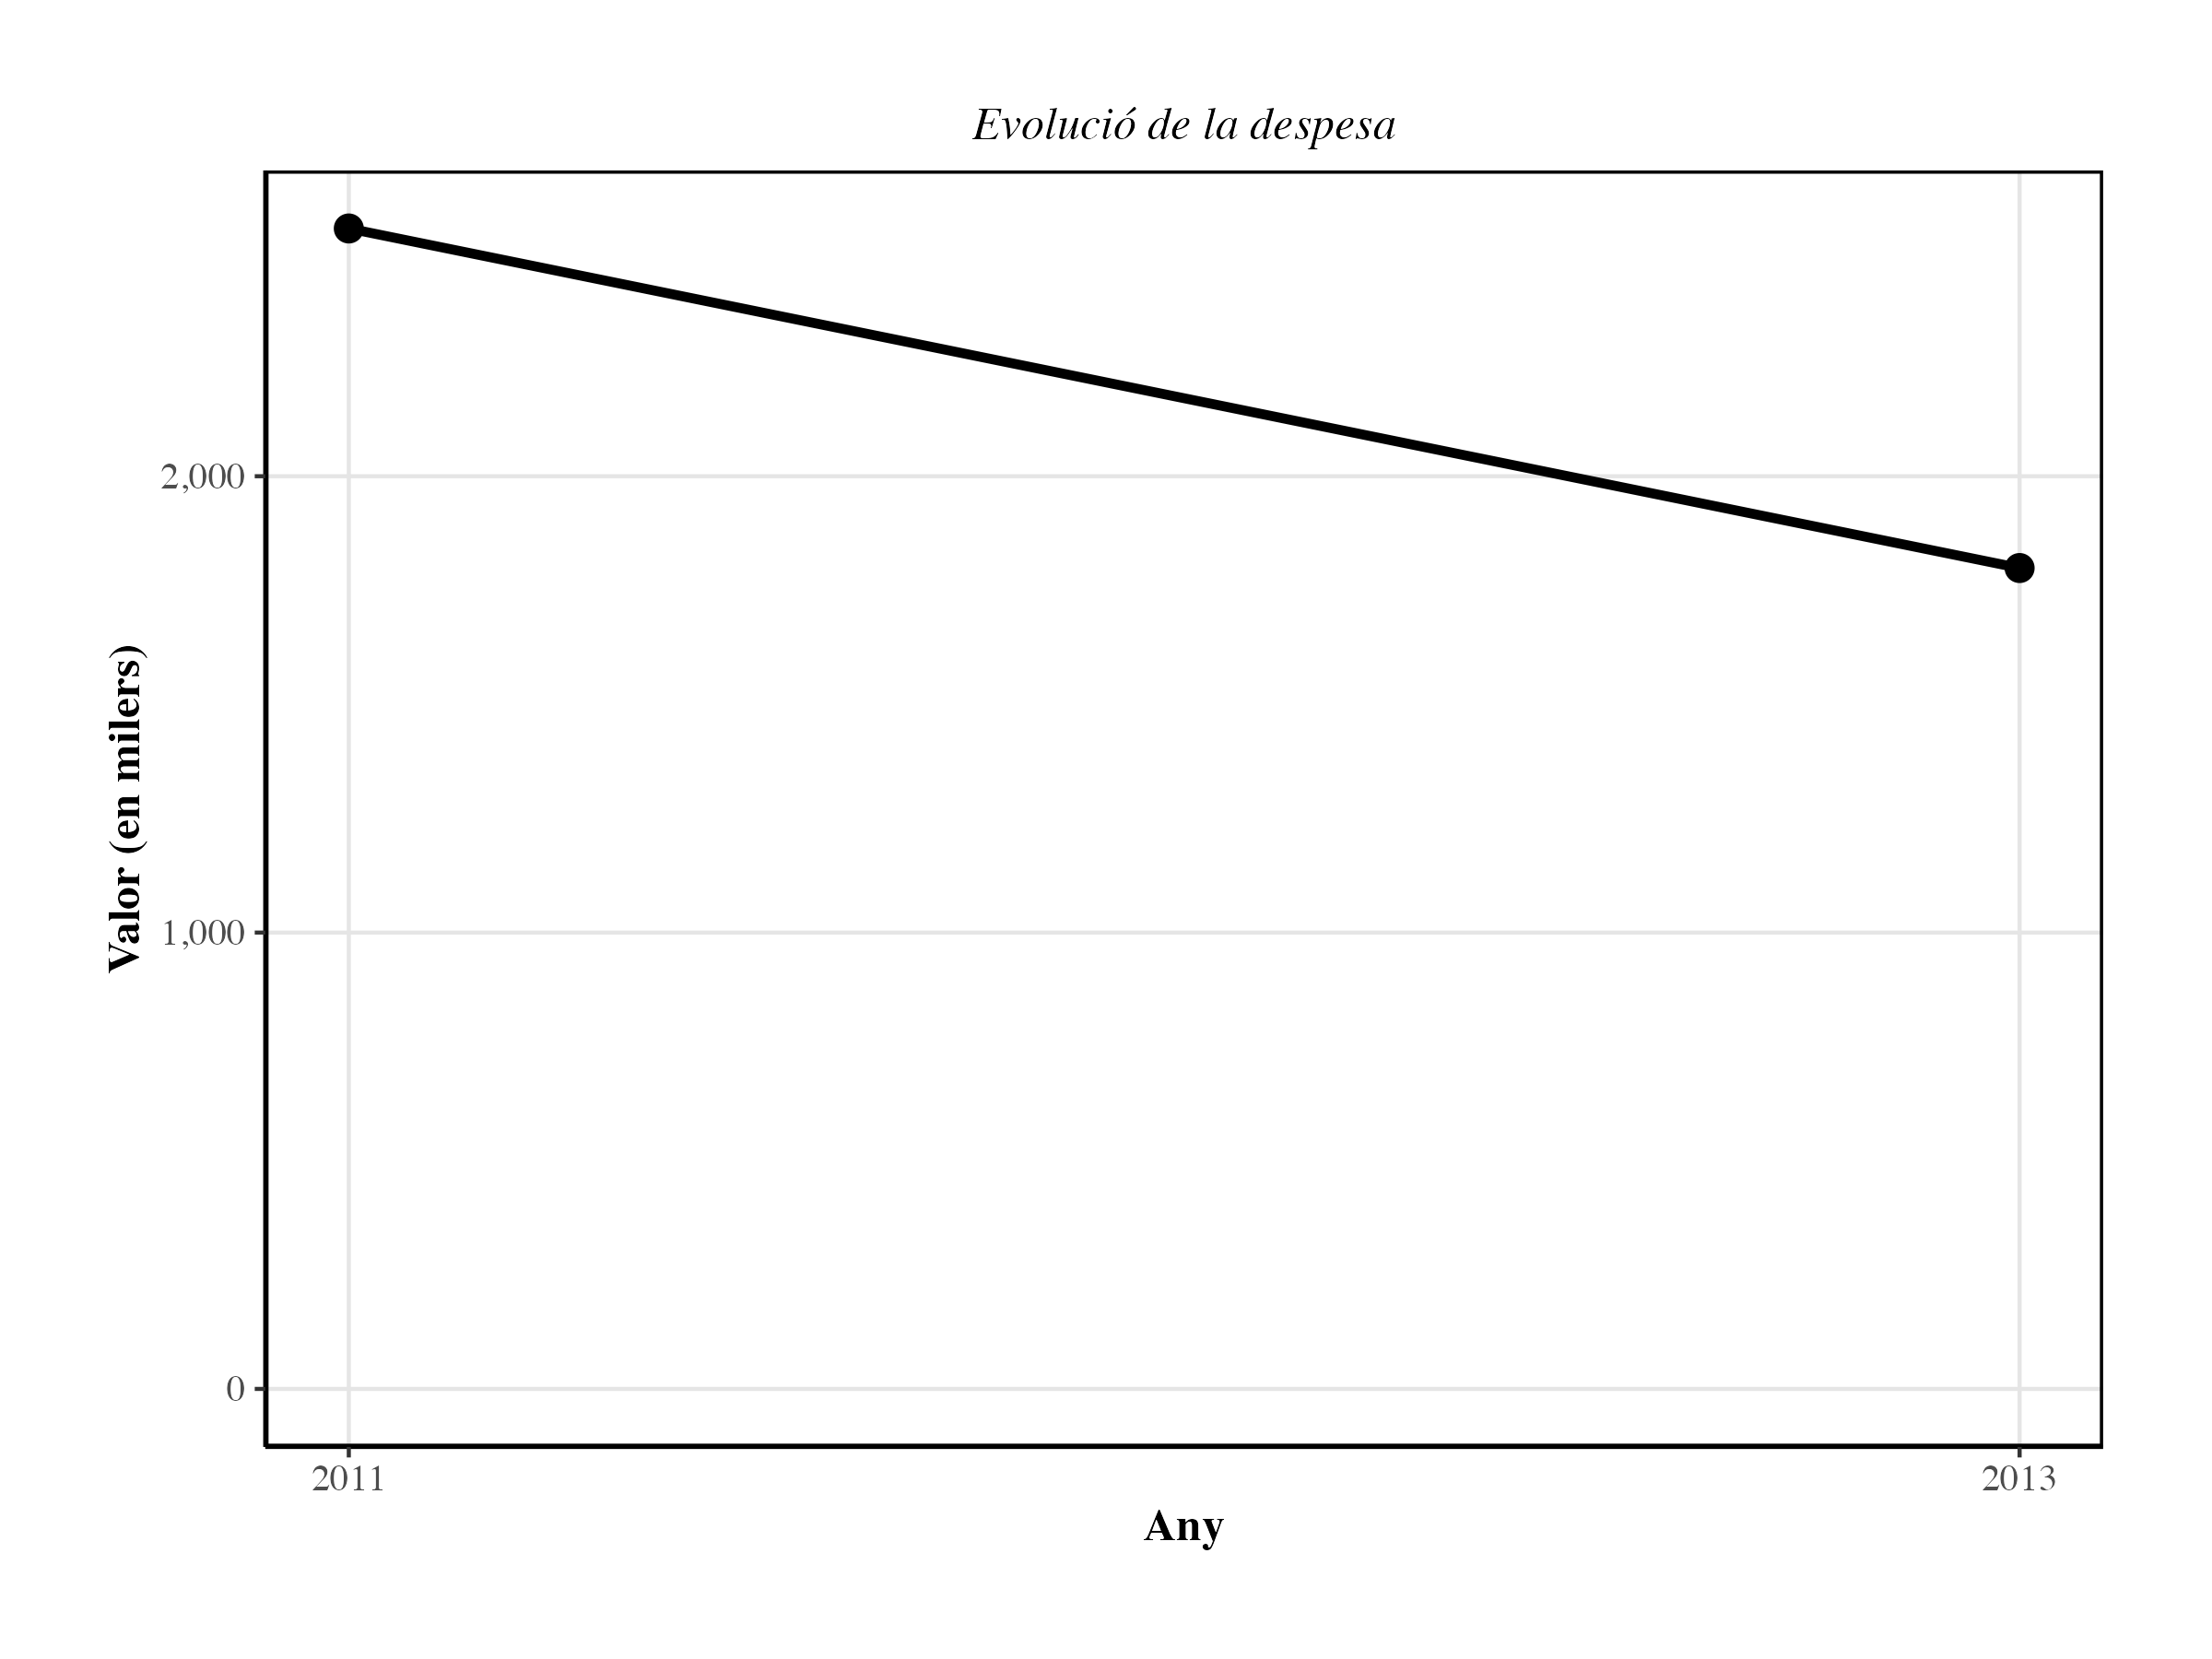 Evolució de la despesa
Valor (en milers)
2,000
1,000
0
2011
2013
Any